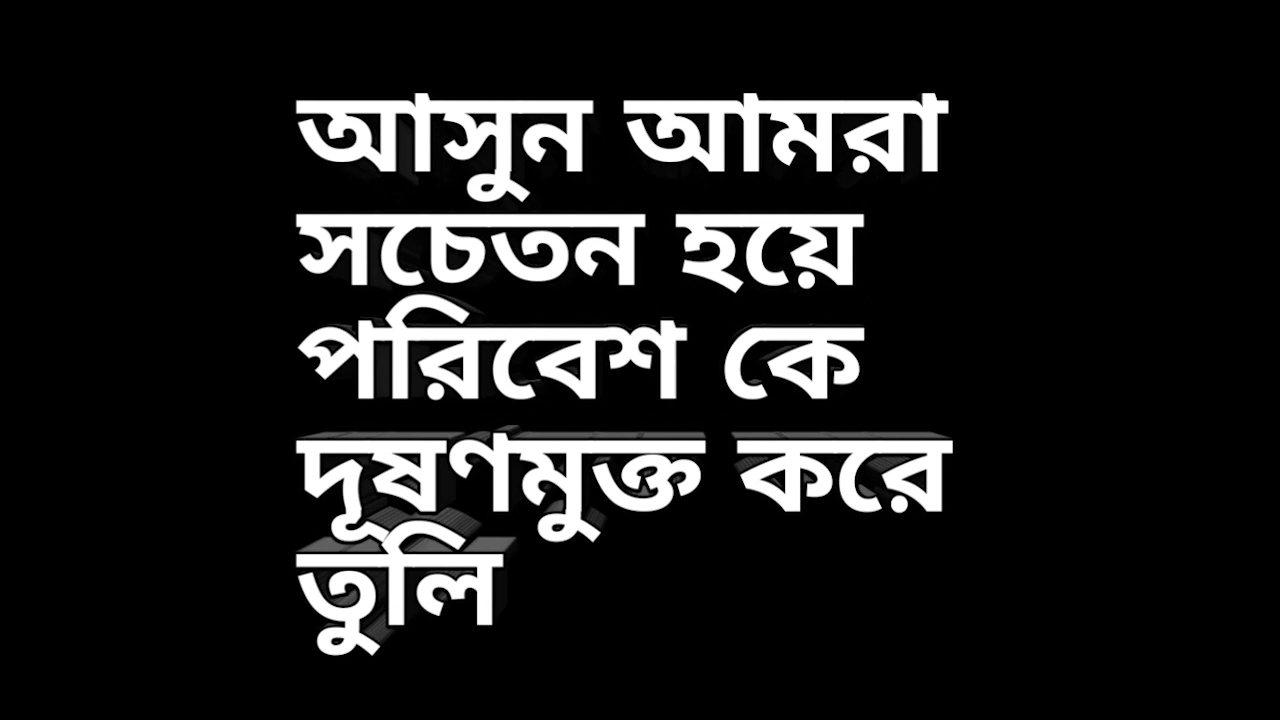 আসুন আমরা
সচেতন হয়ে
পরিবেশ কে
দূষণমুক্ত করে
তুলি